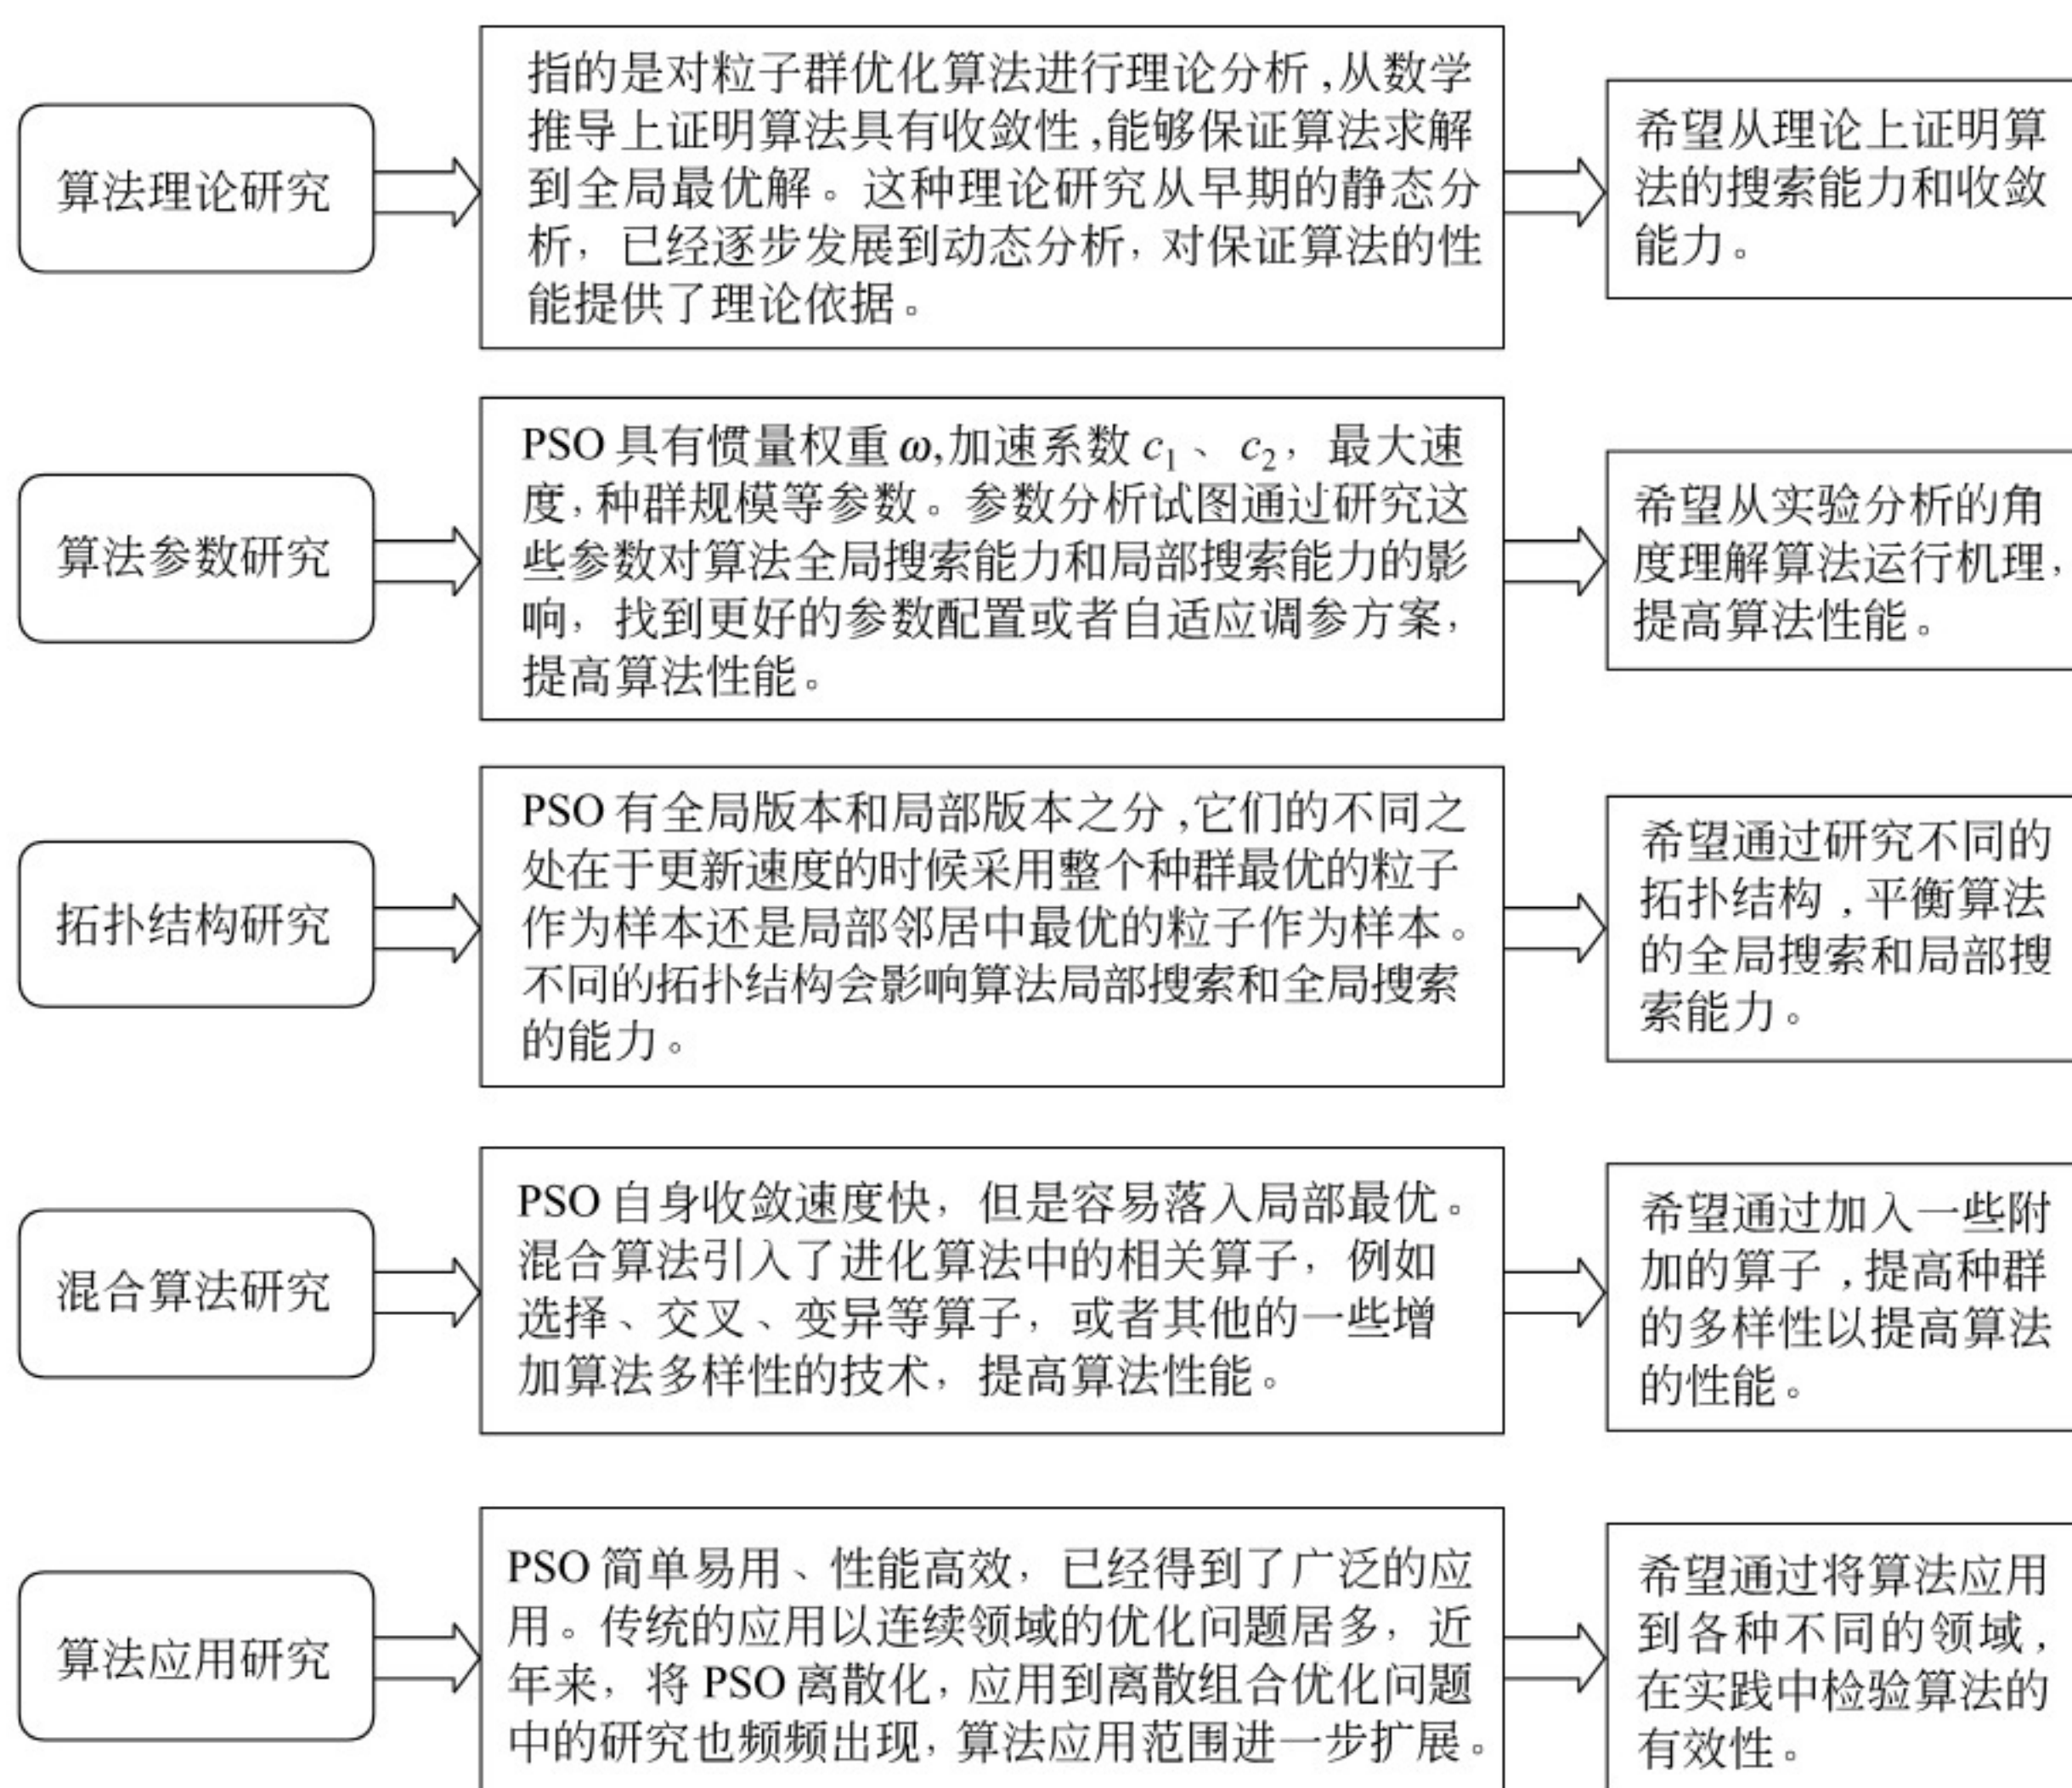 算法理论研究
指的是对粒子群优化算法进行理论分析,从数学
推导上证明算法具有收敛性,能够保证算法求解
到全局最优解。这种理论研究从早期的静态分
析，已经逐步发展到动态分析，对保证算法的性
能提供了理论依据。
希望从理论上证明算
法的搜索能力和收敛
能力。
算法参数研究
PSO 具有惯量权重 ω,加速系数 c₁、c₂，最大速
度，种群规模等参数。参数分析试图通过研究这
些参数对算法全局搜索能力和局部搜索能力的影
响，找到更好的参数配置或者自适应调参方案，
提高算法性能。
希望从实验分析的角
度理解算法运行机理，
提高算法性能。
拓扑结构研究
PSO 有全局版本和局部版本之分,它们的不同之
处在于更新速度的时候采用整个种群最优的粒子
作为样本还是局部邻居中最优的粒子作为样本。
不同的拓扑结构会影响算法局部搜索和全局搜索
的能力。
希望通过研究不同的
拓扑结构,平衡算法
的全局搜索和局部搜
索能力。
混合算法研究
PSO 自身收敛速度快，但是容易落入局部最优。
混合算法引入了进化算法中的相关算子，例如
选择、交叉、变异等算子，或者其他的一些增
加算法多样性的技术，提高算法性能。
希望通过加入一些附
加的算子,提高种群
的多样性以提高算法
的性能。
算法应用研究
PSO 简单易用、性能高效，已经得到了广泛的应
用。传统的应用以连续领域的优化问题居多，近
年来，将 PSO 离散化，应用到离散组合优化问题
中的研究也频频出现，算法应用范围进一步扩展。
希望通过将算法应用
到各种不同的领域，
在实践中检验算法的
有效性。